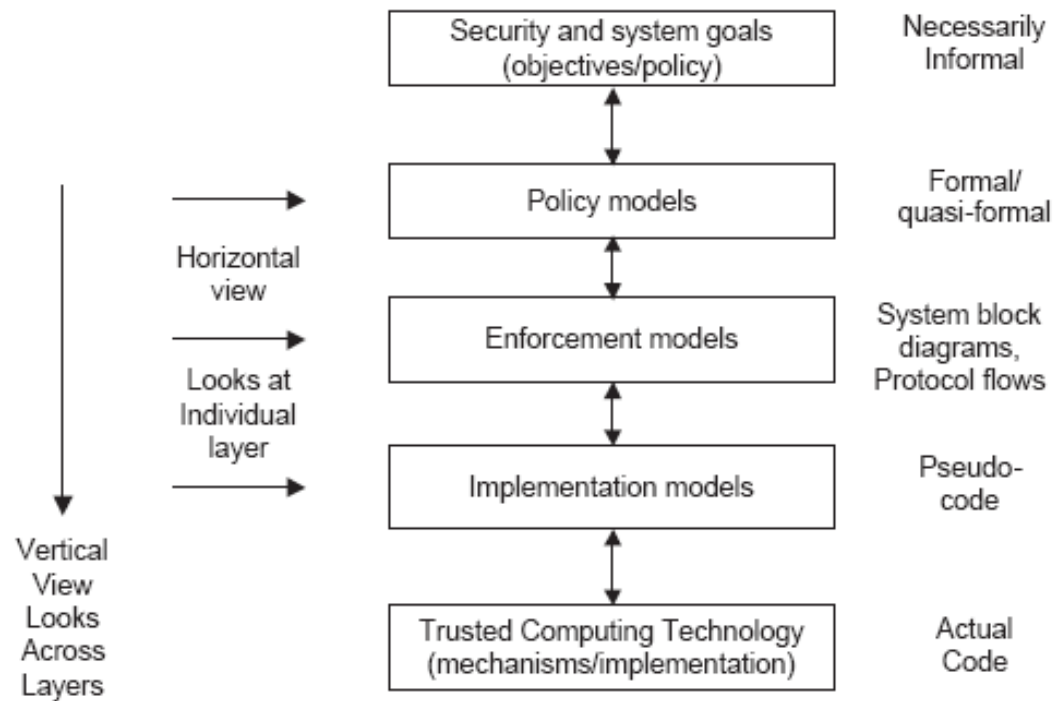 Security and system goals
(objectives/policy)
Necessarily
Informal
Policy models
Formal/
quasi-formal
Horizontal
view
Enforcement models
System block
diagrams,
Protocol flows
Looks at
Individual
layer
Implementation models
Pseudo-
code
Vertical
View
Looks
Across
Layers
Trusted Computing Technology
(mechanisms/implementation)
Actual
Code